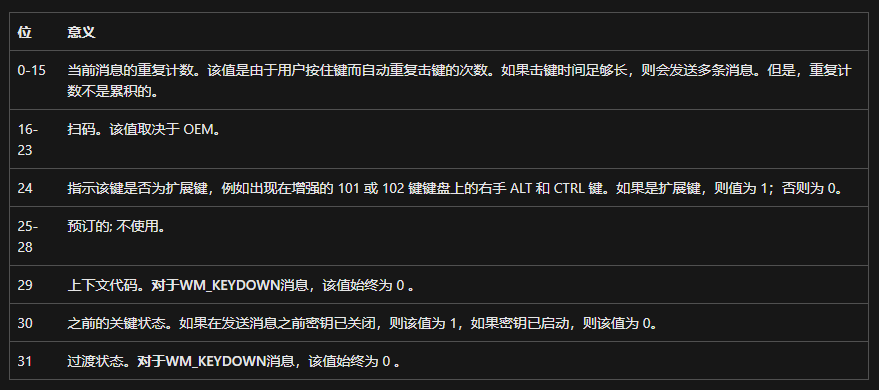 位 意义
0-15 当前消息的重复计数。该值是由于用户按住键而自动重复击键的次数。如果击键时间足够长，则会发送多条消息。但是，重复计
数不是累积的。
16-
23 扫码。该值取决于 OEM。
24 指示该键是否为扩展键，例如出现在增强的 101 或 102 键键盘上的右手 ALT 和 CTRL 键。如果是扩展键，则值为 1；否则为 0。
25-
28 预订的; 不使用。
29 上下文代码。对于WM_KEYDOWN消息，该值始终为 0 。
30 之前的关键状态。如果在发送消息之前密钥已关闭，则该值为 1，如果密钥已启动，则该值为 0。
31 过渡状态。对于WM_KEYDOWN消息，该值始终为 0 。